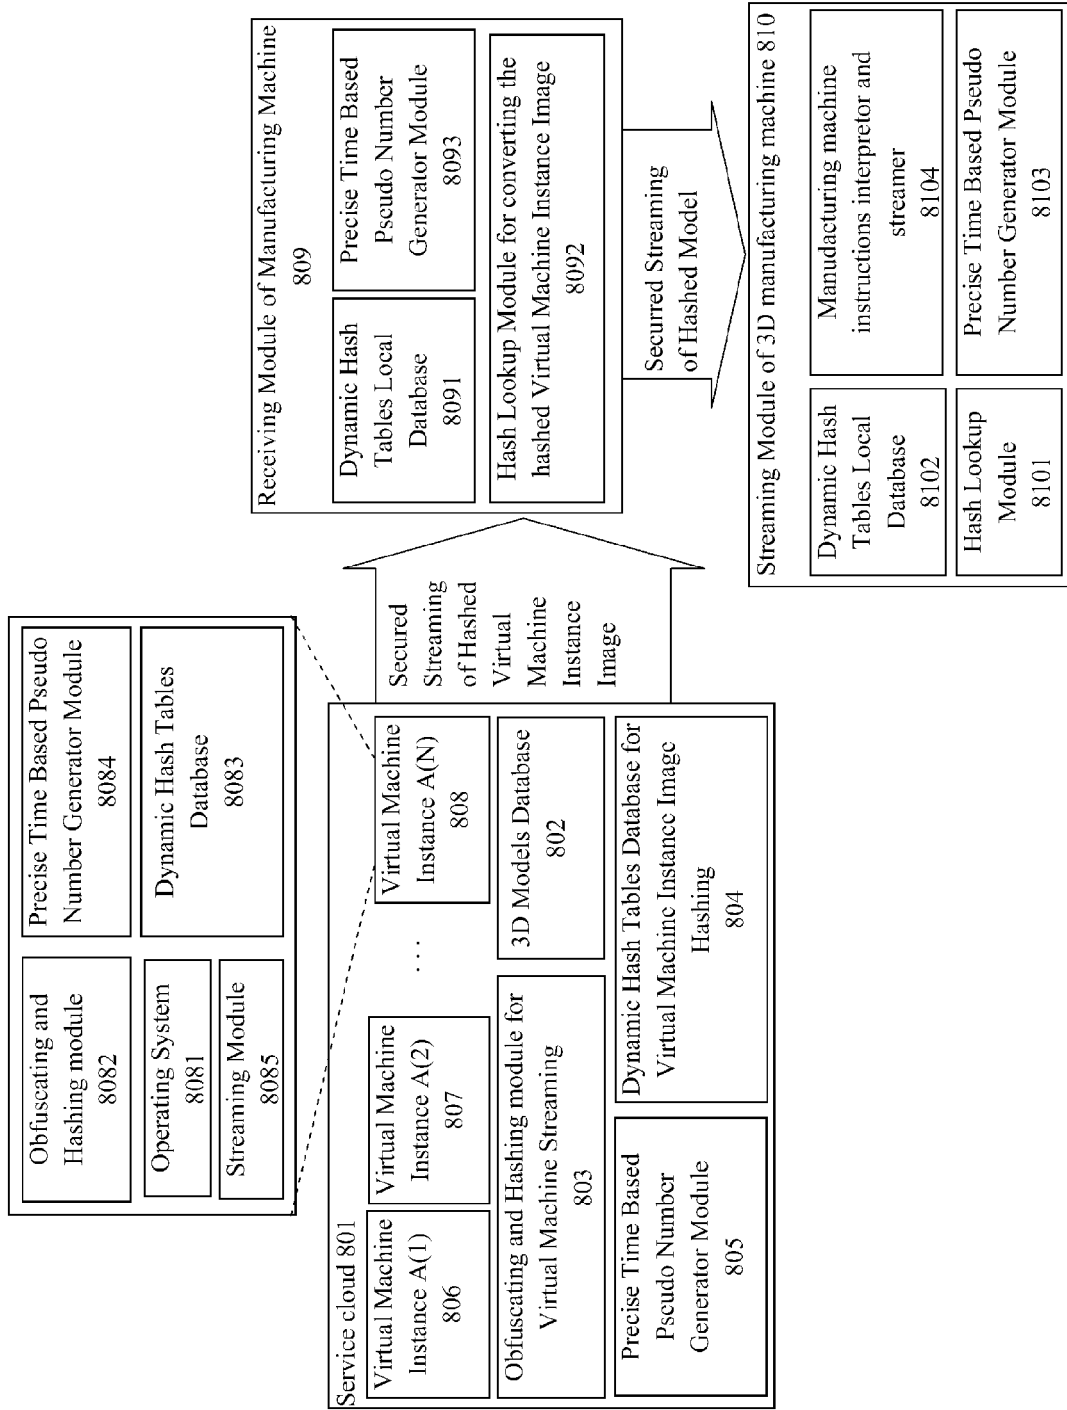 Obfuscating and
Hashing module
8082
Precise Time Based Pseudo
Number Generator Module
8084
Operating System
8081
Streaming Module
8085
Dynamic Hash Tables
Database
8083
Service cloud 801
Virtual Machine
Instance A(1)
806
Virtual Machine
Instance A(2)
807
. . .
Virtual Machine
Instance A(N)
808
Obfuscating and Hashing module for
Virtual Machine Streaming
803
3D Models Database
802
Precise Time Based
Pseudo Number
Generator Module
805
Dynamic Hash Tables Database for
Virtual Machine Instance Image
Hashing
804
Secured
Streaming
of Hashed
Virtual
Machine
Instance
Image
Receiving Module of Manufacturing Machine
809
Dynamic Hash
Tables Local
Database
8091
Precise Time Based
Pseudo Number
Generator Module
8093
Hash Lookup Module for converting the
hashed Virtual Machine Instance Image
8092
Securred Streaming
of Hashed Model
Streaming Module of 3D manufacturing machine 810
Dynamic Hash
Tables Local
Database
8102
Manudacturing machine
instructions interpretor and
streamer
8104
Hash Lookup
Module
8101
Precise Time Based Pseudo
Number Generator Module
8103